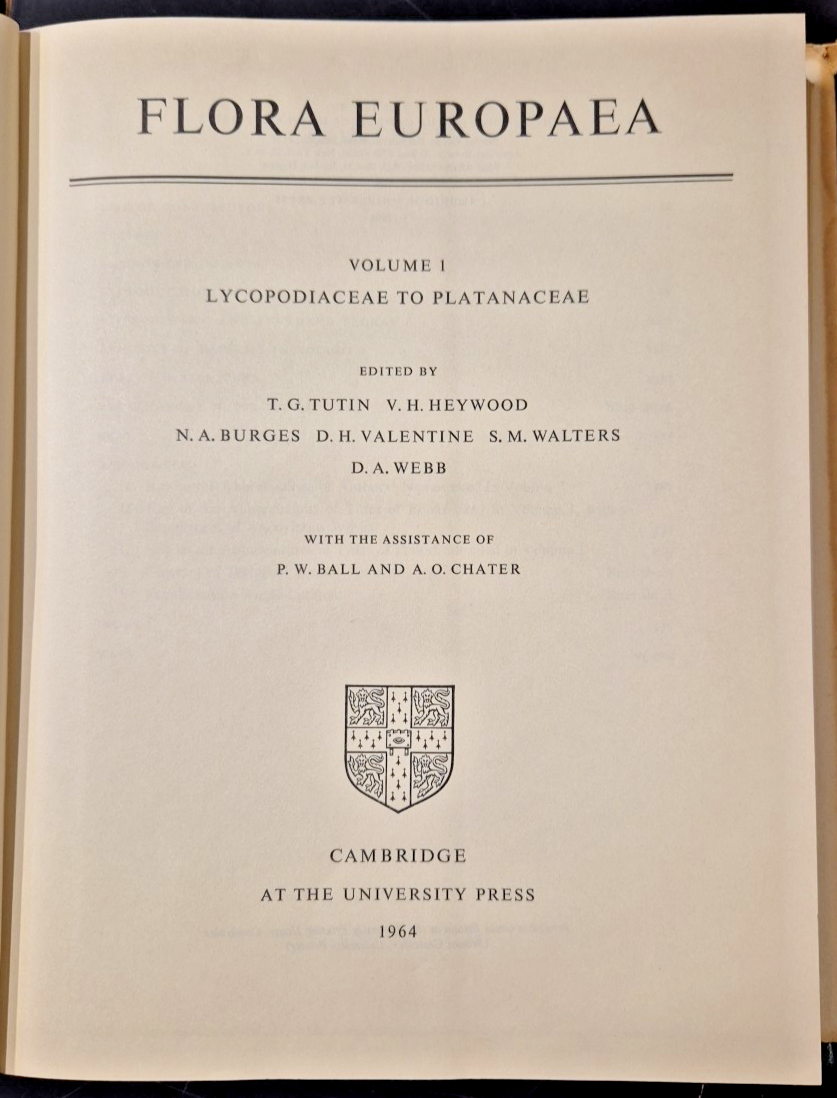 FLORA EUROPAEA
VOLUME 1
LYCOPODIACEAE TO PLATANACEAE
EDITED BY
T. G. TUTIN V. H. HEYWOOD
N. A. BURGES D. H. VALENTINE S. M. WALTERS
D. A. WEBB
WITH THE ASSISTANCE OF
P. W. BALL AND A. O. CHATER
CAMBRIDGE
AT THE UNIVERSITY PRESS
1964